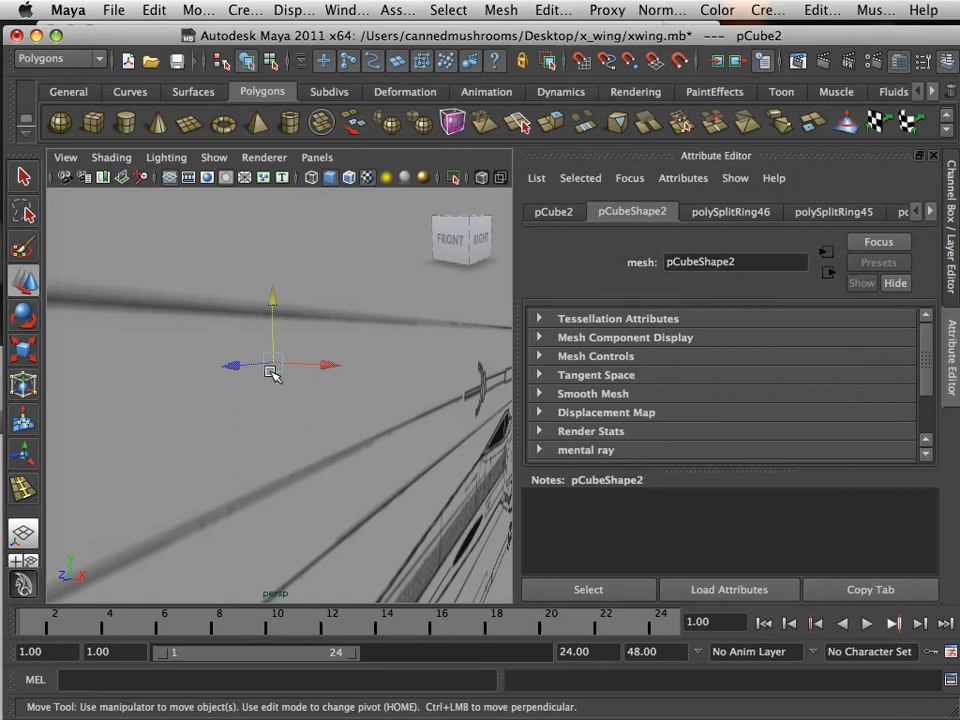 Maya File Edit Mo... Cre... Disp... Wind... Ass... Select Mesh Edit... Proxy Norm... Color Cre... Edit... Mus... Help
Autodesk Maya 2011 x64: /Users/cannedmushrooms/Desktop/x_wing/xwing.mb* --- pCube2
Polygons
General Curves Surfaces Polygons Subdivs Deformation Animation Dynamics Rendering PaintEffects Toon Muscle Fluids
View Shading Lighting Show Renderer Panels
Attribute Editor
List Selected Focus Attributes Show Help
pCube2 pCubeShape2 polySplitRing46 polySplitRing45 po
FRONT RIGHT
Focus
mesh: pCubeShape2
Presets
Show Hide
Tessellation Attributes
Mesh Component Display
Mesh Controls
Tangent Space
Smooth Mesh
Displacement Map
Render Stats
mental ray
Notes: pCubeShape2
Channel Box / Layer Editor
Attribute Editor
Y
Z X
persp
Select Load Attributes Copy Tab
2 4 6 8 10 12 14 16 18 20 22 24
1.00
1.00 1.00 1 24 24.00 48.00 No Anim Layer No Character Set
MEL
Move Tool: Use manipulator to move object(s). Use edit mode to change pivot (HOME). Ctrl+LMB to move perpendicular.